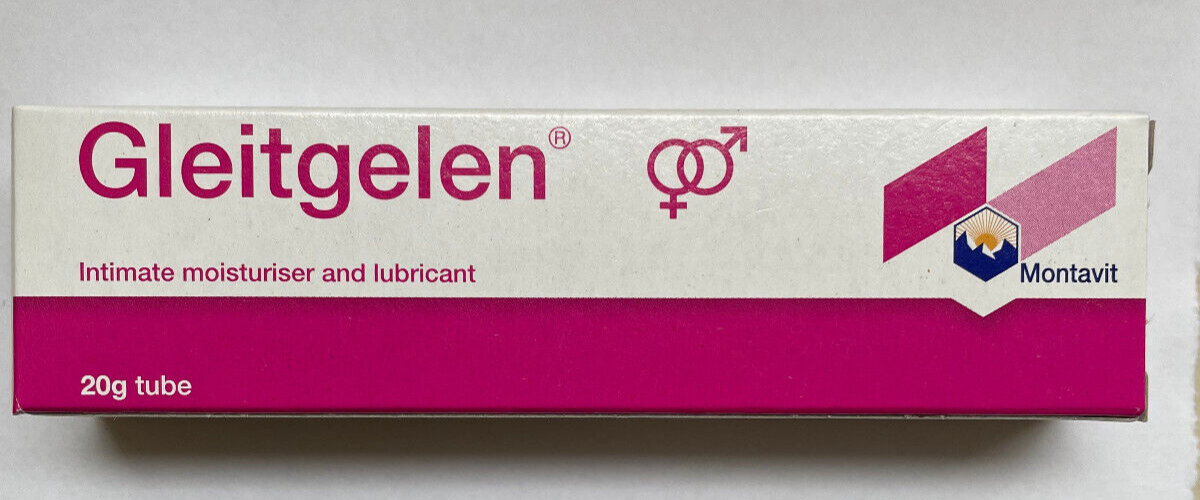 Gleitgelen®
Intimate moisturiser and lubricant
Montavit
20g tube